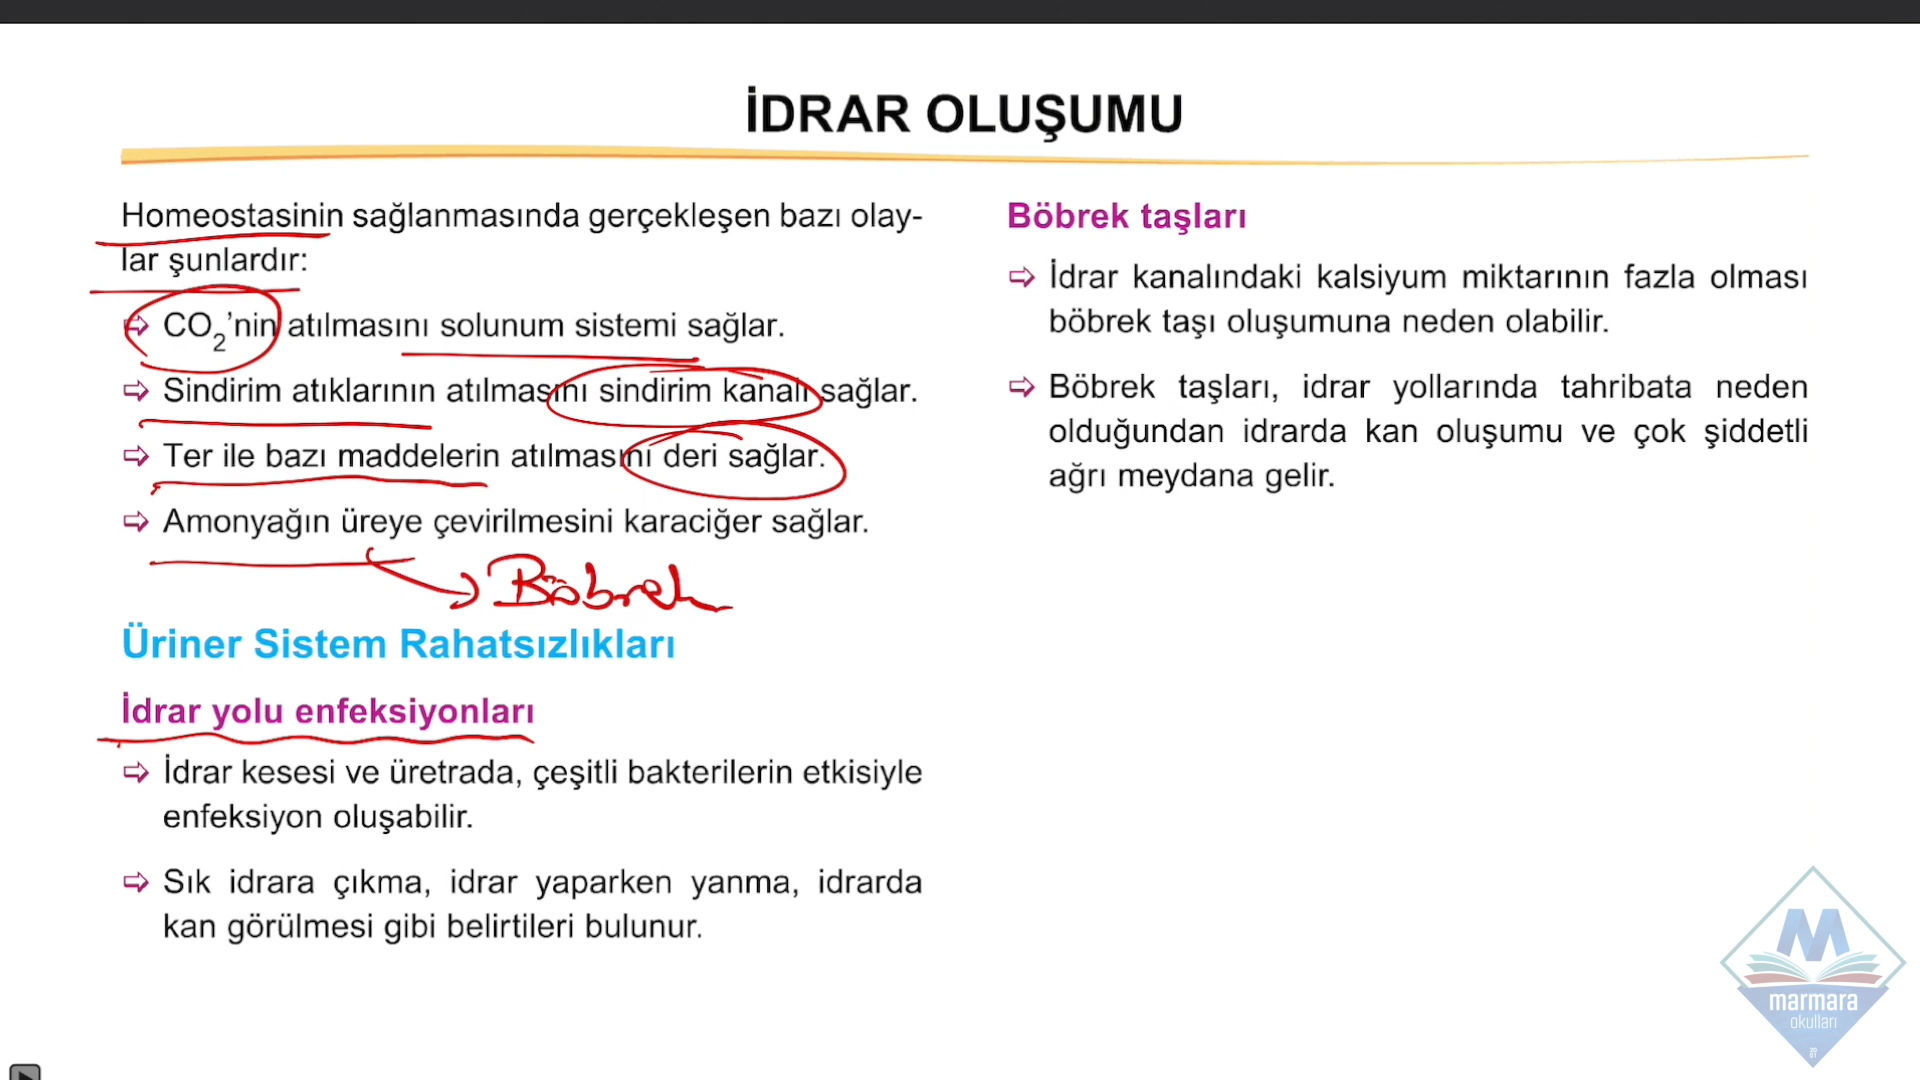 İDRAR OLUŞUMU
Homeostasinin sağlanmasında gerçekleşen bazı olay-
lar şunlardır:
⇨ CO₂’nin atılmasını solunum sistemi sağlar.
⇨ Sindirim atıklarının atılmasını sindirim kanalı sağlar.
⇨ Ter ile bazı maddelerin atılmasını deri sağlar.
⇨ Amonyağın üreye çevirilmesini karaciğer sağlar.
Böbrek
Üriner Sistem Rahatsızlıkları
İdrar yolu enfeksiyonları
⇨ İdrar kesesi ve üretrada, çeşitli bakterilerin etkisiyle
enfeksiyon oluşabilir.
⇨ Sık idrara çıkma, idrar yaparken yanma, idrarda
kan görülmesi gibi belirtileri bulunur.
Böbrek taşları
⇨ İdrar kanalındaki kalsiyum miktarının fazla olması
böbrek taşı oluşumuna neden olabilir.
⇨ Böbrek taşları, idrar yollarında tahribata neden
olduğundan idrarda kan oluşumu ve çok şiddetli
ağrı meydana gelir.
M
marmara
okulları
20
01